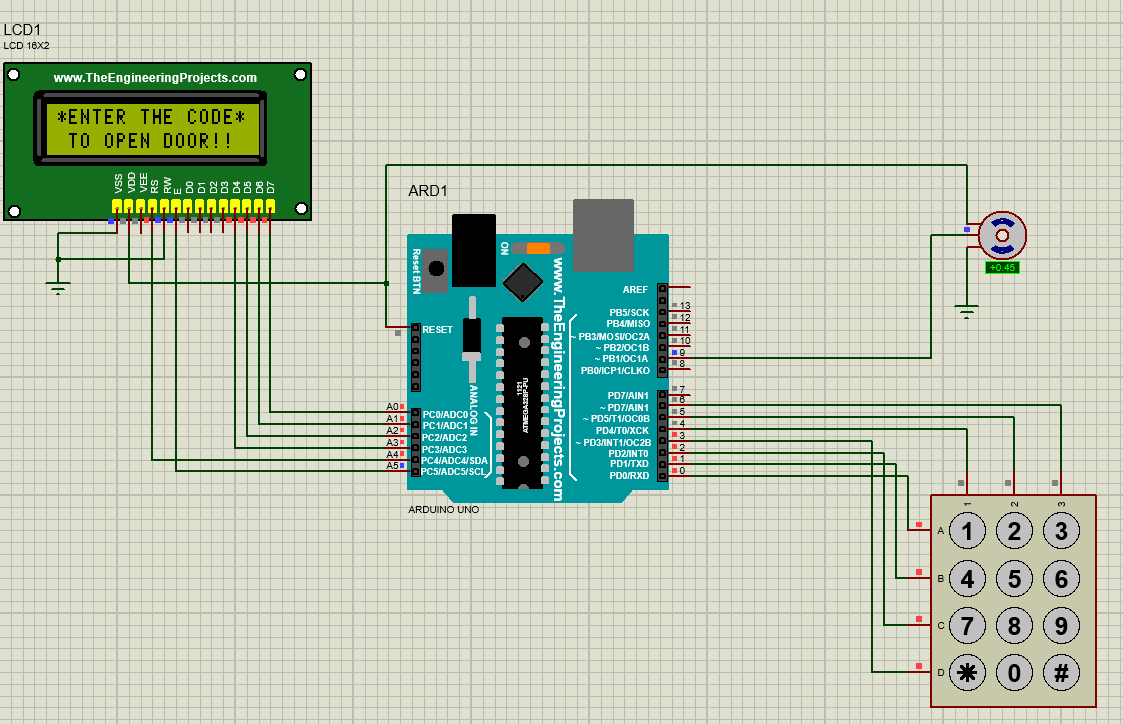 LCD1
LCD 16X2
www.TheEngineeringProjects.com
*ENTER THE CODE*
TO OPEN DOOR!!
VSS
VDD
VEE
RS
RW
E
D0
D1
D2
D3
D4
D5
D6
D7
ARD1
Reset BTN
ON
www.TheEngineeringProjects.com
ANALOG IN
ATMEGA328P-PU
1121
RESET
A0 PC0/ADC0
A1 PC1/ADC1
A2 PC2/ADC2
A3 PC3/ADC3
A4 PC4/ADC4/SDA
A5 PC5/ADC5/SCL
AREF
PB5/SCK 13
PB4/MISO 12
~ PB3/MOSI/OC2A 11
~ PB2/OC1B 10
~ PB1/OC1A 9
PB0/ICP1/CLKO 8
PD7/AIN1 7
~ PD7/AIN1 6
~ PD5/T1/OC0B 5
PD4/T0/XCK 4
~ PD3/INT1/OC2B 3
PD2/INT0 2
PD1/TXD 1
PD0/RXD 0
ARDUINO UNO
+0.45
1 2 3
A 1 2 3
B 4 5 6
C 7 8 9
D * 0 #